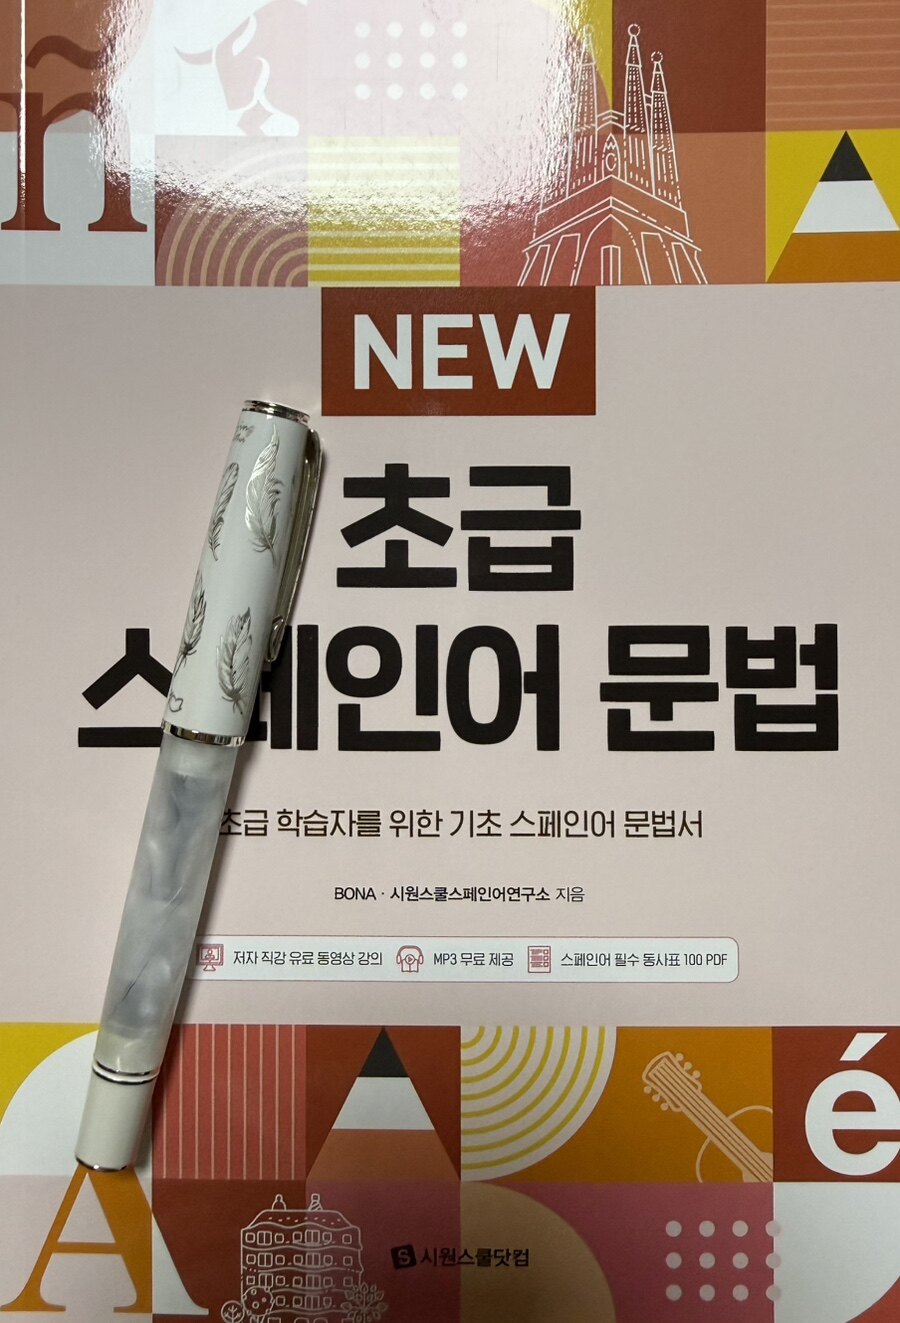 ñ
NEW
초급
스페인어 문법
초급 학습자를 위한 기초 스페인어 문법서
BONA · 시원스쿨스페인어연구소 지음
저자 직강 유료 동영상 강의 MP3 무료 제공 스페인어 필수 동사표 100 PDF
é
A
S 시원스쿨닷컴